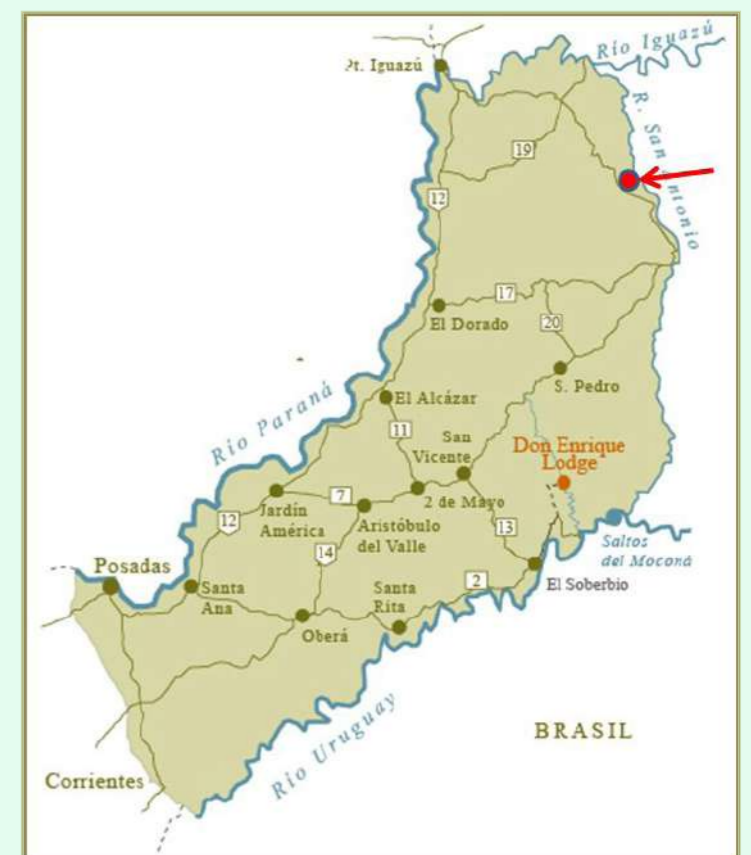 Pt. Iguazú
Río Iguazú
R. San Antonio
19
12
17
El Dorado
20
S. Pedro
El Alcázar
Río Paraná
11
San
Vicente
Don Enrique
Lodge
7
2 de Mayo
Jardín
América
12
Aristóbulo
del Valle
13
14
Saltos
del Moconá
Posadas
Santa
Ana
Santa
Rita
2
El Soberbio
Oberá
Río Uruguay
BRASIL
Corrientes